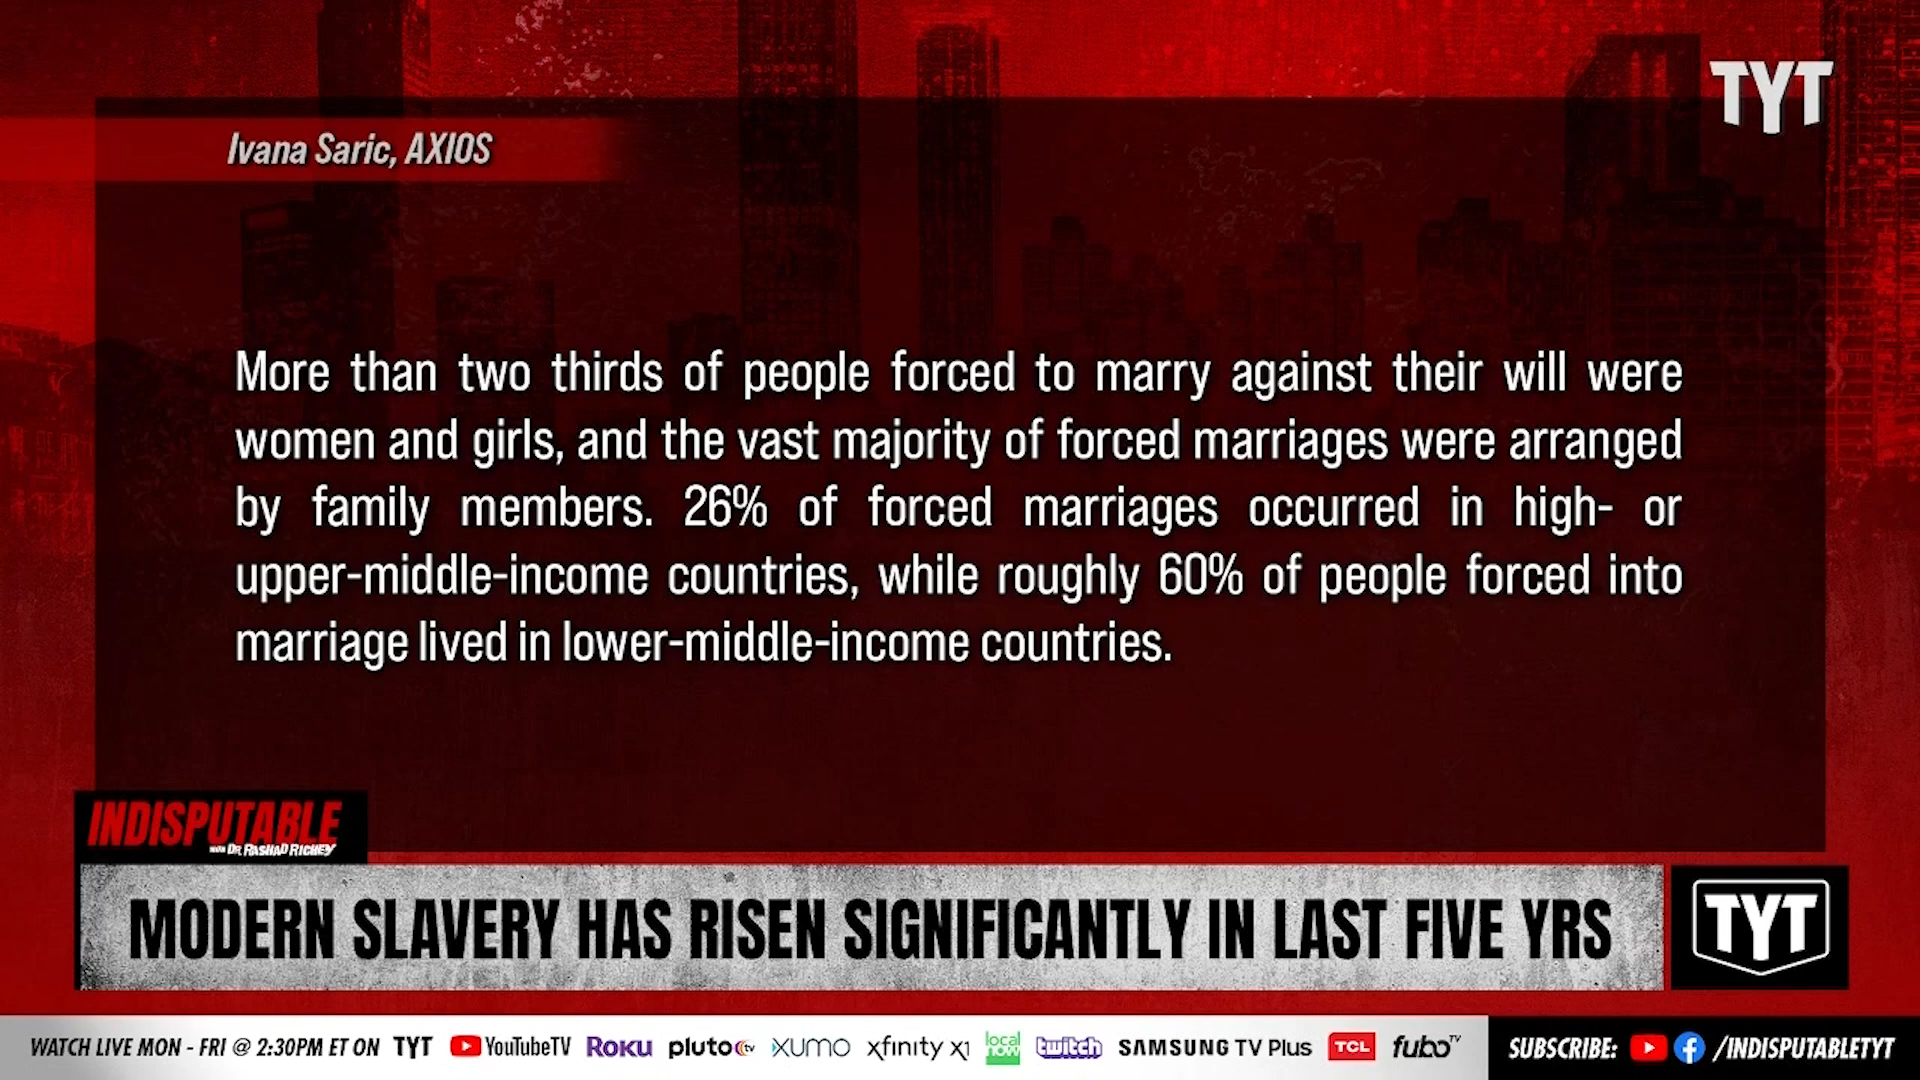 TYT
Ivana Saric, AXIOS
More than two thirds of people forced to marry against their will were
women and girls, and the vast majority of forced marriages were arranged
by family members. 26% of forced marriages occurred in high- or
upper-middle-income countries, while roughly 60% of people forced into
marriage lived in lower-middle-income countries.
INDISPUTABLE
WITH DR. RASHAD RICHEY
MODERN SLAVERY HAS RISEN SIGNIFICANTLY IN LAST FIVE YRS
TYT
WATCH LIVE MON - FRI @ 2:30PM ET ON TYT YouTubeTV ROKU pluto tv XUMO xfinity x1 local now twitch SAMSUNG TV Plus TCL fubo TV SUBSCRIBE: /INDISPUTABLETYT